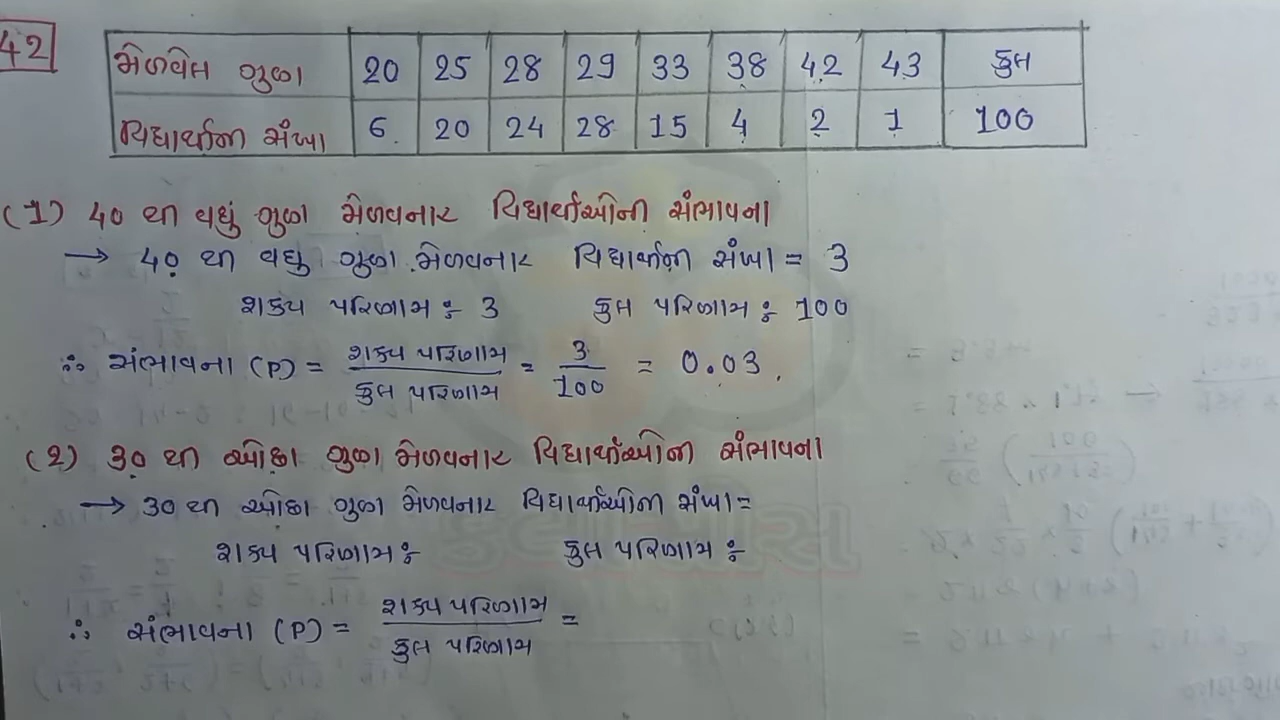 42
મેળવેલ ગુણ 20 25 28 29 33 38 42 43 કુલ
વિદ્યાર્થીની સંખ્યા 6 20 24 28 15 4 2 1 100
(1) 40 થી વધું ગુણ મેળવનાર વિદ્યાર્થીઓની સંભાવના
→ 40 થી વધુ ગુણ મેળવનાર વિદ્યાર્થીની સંખ્યા = 3
શક્ય પરિણામ : 3 કુલ પરિણામ : 100
∴ સંભાવના (P) = શક્ય પરિણામ / કુલ પરિણામ = 3 / 100 = 0.03
(2) 30 થી ઓછા ગુણ મેળવનાર વિદ્યાર્થીઓની સંભાવના
→ 30 થી ઓછા ગુણ મેળવનાર વિદ્યાર્થીઓની સંખ્યા =
શક્ય પરિણામ : કુલ પરિણામ :
∴ સંભાવના (P) = શક્ય પરિણામ / કુલ પરિણામ =